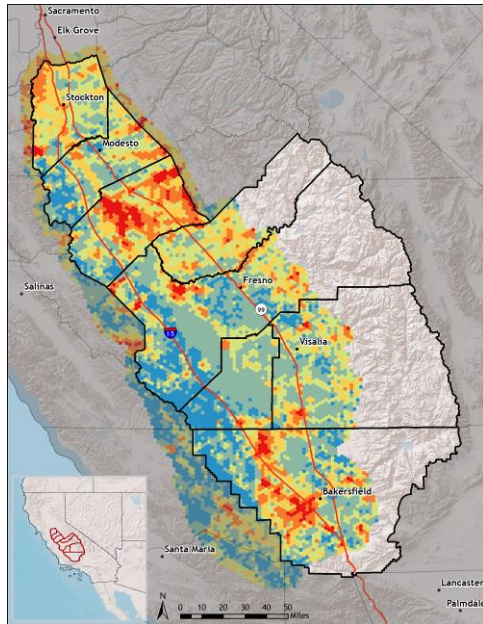 Sacramento
Elk Grove
Stockton
Modesto
Salinas
Fresno
99
5
Visalia
Bakersfield
Santa Maria
Lancaster
Palmdale
N
0 10 20 30 40 50
Miles